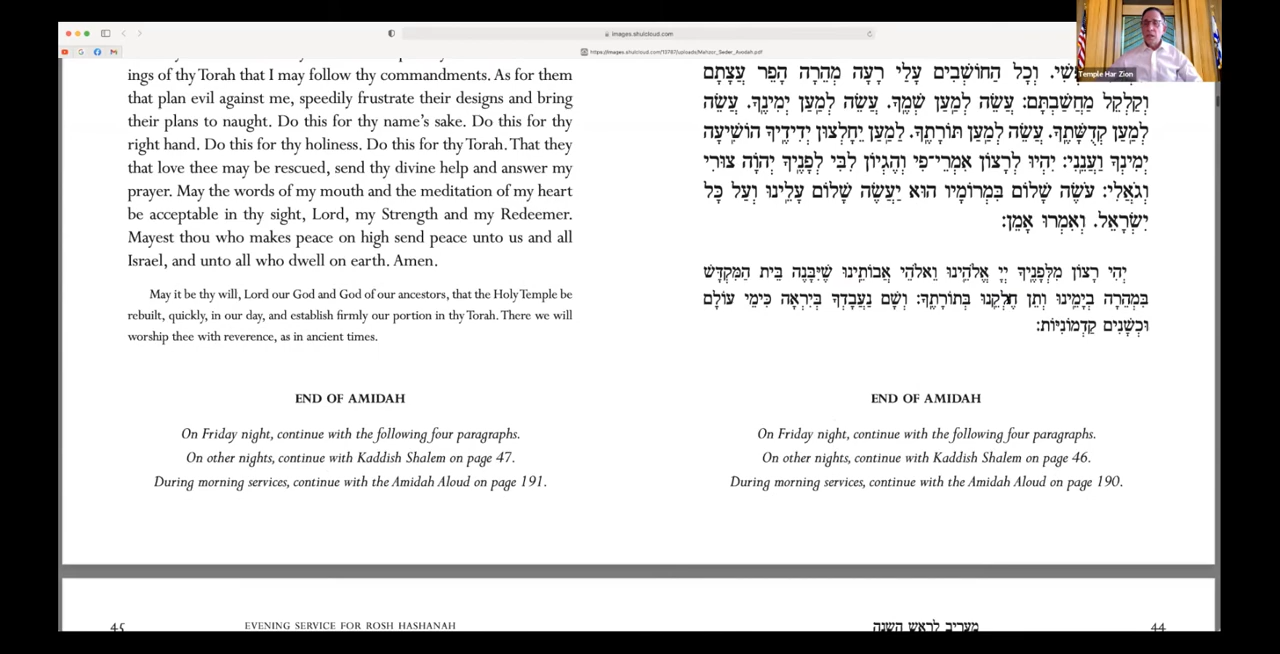 images.shulcloud.com
https://images.shulcloud.com/13787/uploads/Mahzor_Seder_Avodah.pdf
Temple Har Zion
ings of thy Torah that I may follow thy commandments. As for them
that plan evil against me, speedily frustrate their designs and bring
their plans to naught. Do this for thy name's sake. Do this for thy
right hand. Do this for thy holiness. Do this for thy Torah. That they
that love thee may be rescued, send thy divine help and answer my
prayer. May the words of my mouth and the meditation of my heart
be acceptable in thy sight, Lord, my Strength and my Redeemer.
Mayest thou who makes peace on high send peace unto us and all
Israel, and unto all who dwell on earth. Amen.
May it be thy will, Lord our God and God of our ancestors, that the Holy Temple be
rebuilt, quickly, in our day, and establish firmly our portion in thy Torah. There we will
worship thee with reverence, as in ancient times.
END OF AMIDAH
On Friday night, continue with the following four paragraphs.
On other nights, continue with Kaddish Shalem on page 47.
During morning services, continue with the Amidah Aloud on page 191.
וְכָל הַחוֹשְׁבִים עָלַי רָעָה מְהֵרָה הָפֵר עֲצָתָם
וְקַלְקֵל מַחֲשַׁבְתָּם: עֲשֵׂה לְמַֽעַן שְׁמֶֽךָ. עֲשֵׂה לְמַֽעַן יְמִינֶֽךָ. עֲשֵׂה
לְמַֽעַן קְדֻשָּׁתֶֽךָ. עֲשֵׂה לְמַֽעַן תּוֹרָתֶֽךָ. לְמַֽעַן יֵחָלְצוּן יְדִידֶֽיךָ הוֹשִֽׁיעָה
יְמִינְךָ וַעֲנֵֽנִי: יִהְיוּ לְרָצוֹן אִמְרֵי־פִי וְהֶגְיוֹן לִבִּי לְפָנֶֽיךָ יְהוָֹה צוּרִי
וְגֹאֲלִי: עֹשֶׂה שָׁלוֹם בִּמְרוֹמָיו הוּא יַעֲשֶׂה שָׁלוֹם עָלֵֽינוּ וְעַל כָּל
יִשְׂרָאֵל. וְאִמְרוּ אָמֵן:
יְהִי רָצוֹן מִלְּפָנֶֽיךָ יְיָ אֱלֹהֵֽינוּ וֵאלֹהֵי אֲבוֹתֵֽינוּ שֶׁיִּבָּנֶה בֵּית הַמִּקְדָּשׁ
בִּמְהֵרָה בְיָמֵֽינוּ וְתֵן חֶלְקֵֽנוּ בְּתוֹרָתֶֽךָ: וְשָׁם נַעֲבָדְךָ בְּיִרְאָה כִּימֵי עוֹלָם
וּכְשָׁנִים קַדְמוֹנִיּוֹת:
END OF AMIDAH
On Friday night, continue with the following four paragraphs.
On other nights, continue with Kaddish Shalem on page 46.
During morning services, continue with the Amidah Aloud on page 190.
45 EVENING SERVICE FOR ROSH HASHANAH
מעריב לראש השנה 44